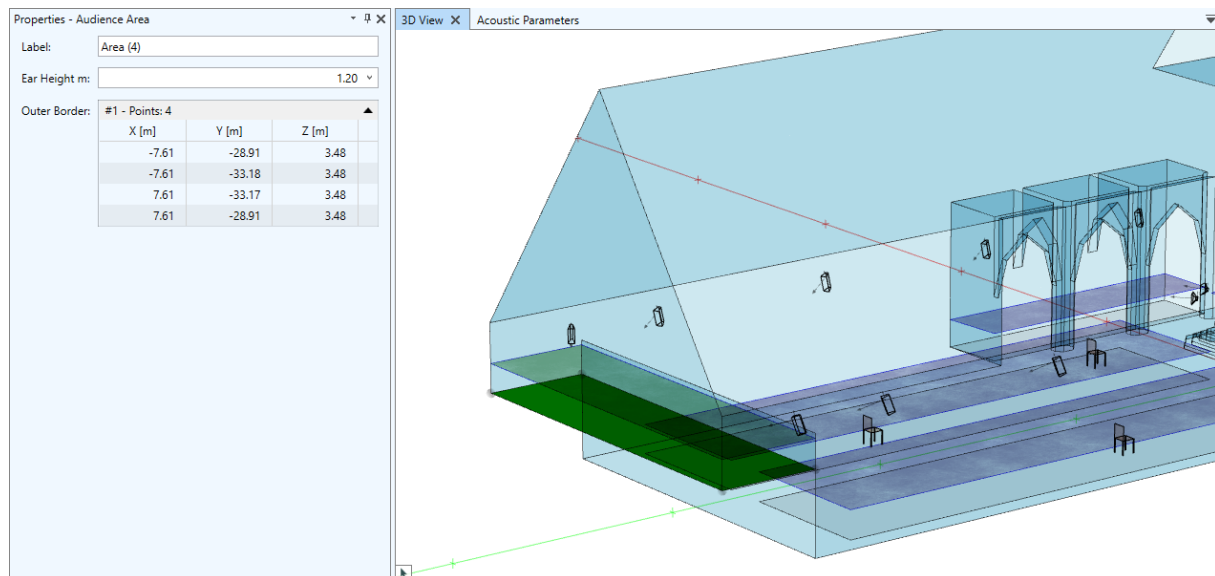 Properties - Audience Area
Label: Area (4)
Ear Height m: 1.20
Outer Border: #1 - Points: 4
X [m] Y [m] Z [m]
-7.61 -28.91 3.48
-7.61 -33.18 3.48
7.61 -33.17 3.48
7.61 -28.91 3.48
3D View Acoustic Parameters